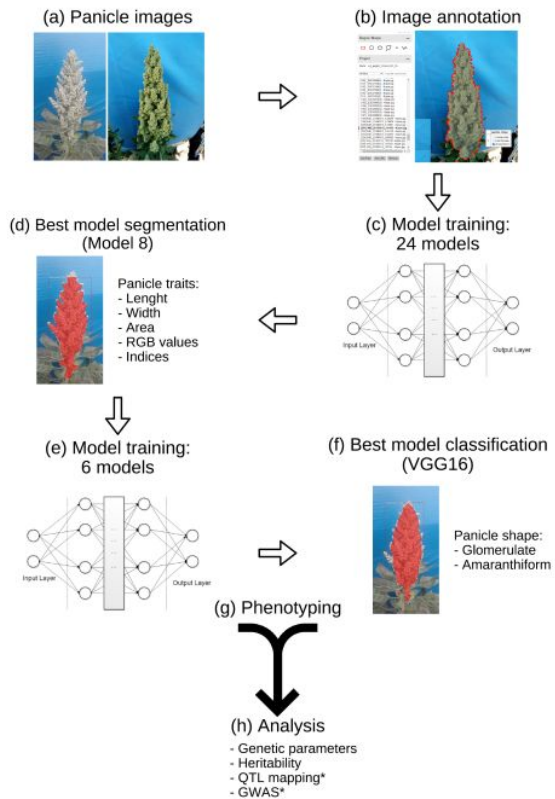 (a) Panicle images
(b) Image annotation
(c) Model training:
24 models
Input Layer
Output Layer
(d) Best model segmentation
(Model 8)
Panicle traits:
- Lenght
- Width
- Area
- RGB values
- Indices
(e) Model training:
6 models
Input Layer
Output Layer
(f) Best model classification
(VGG16)
Panicle shape:
- Glomerulate
- Amaranthiform
(g) Phenotyping
(h) Analysis
- Genetic parameters
- Heritability
- QTL mapping*
- GWAS*